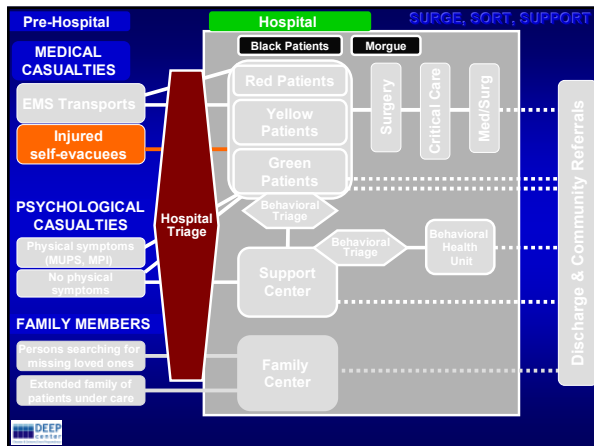 Pre-Hospital
Hospital
SURGE, SORT, SUPPORT
MEDICAL
CASUALTIES
Black Patients
Morgue
EMS Transports
Injured
self-evacuees
Red Patients
Yellow
Patients
Green
Patients
Surgery
Critical Care
Med/Surg
Hospital
Triage
PSYCHOLOGICAL
CASUALTIES
Physical symptoms
(MUPS, MPI)
No physical
symptoms
Behavioral
Triage
Behavioral
Triage
Behavioral
Health
Unit
Support
Center
FAMILY MEMBERS
Persons searching for
missing loved ones
Extended family of
patients under care
Family
Center
Discharge & Community Referrals
DEEP
center